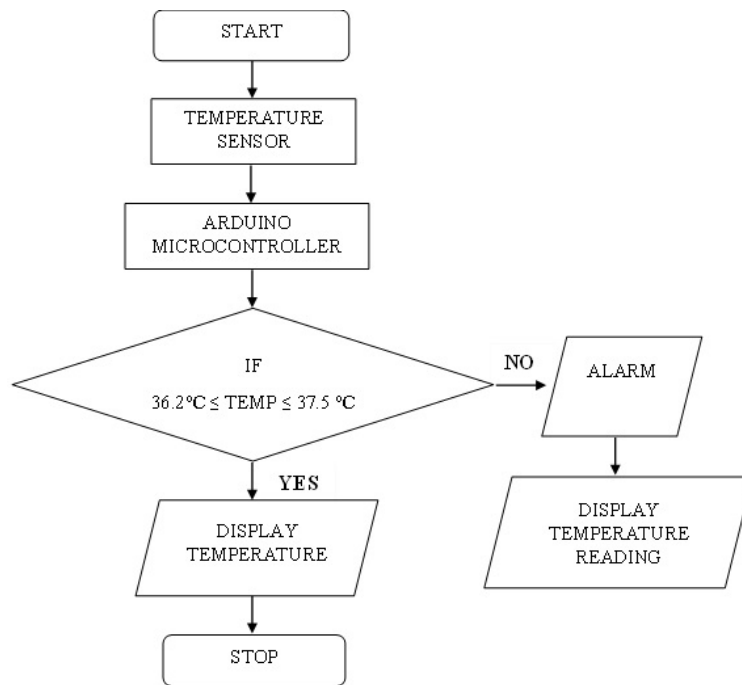 START
TEMPERATURE
SENSOR
ARDUINO
MICROCONTROLLER
IF
36.2°C ≤ TEMP ≤ 37.5 °C
NO
ALARM
YES
DISPLAY
TEMPERATURE
DISPLAY
TEMPERATURE
READING
STOP